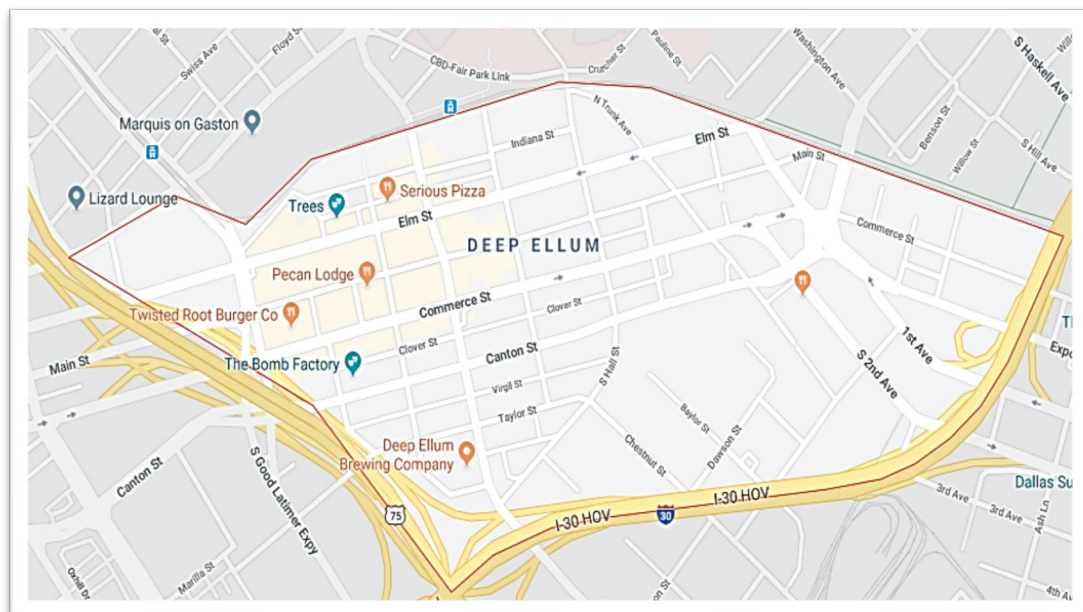 Swiss Ave
Floyd St
CBD-Fair Park Link
Crutcher St
Pauline St
Washington Ave
S Haskell Ave
Marquis on Gaston
Benson St
Willow St
S Hill Ave
N Trunk Ave
Indiana St
Elm St
Main St
Lizard Lounge
Serious Pizza
Trees
Elm St
Commerce St
DEEP ELLUM
Pecan Lodge
Commerce St
Clover St
Twisted Root Burger Co
Main St
The Bomb Factory
Clover St
Canton St
1st Ave
S 2nd Ave
Virgil St
S Hall St
Taylor St
Baylor St
Dawson St
Chestnut St
Deep Ellum
Brewing Company
Canton St
S Good Latimer Expy
75
I-30 HOV
30
I-30 HOV
Dallas Su
3rd Ave
3rd Ave
Ash Ln
4th Ave
Marilla St